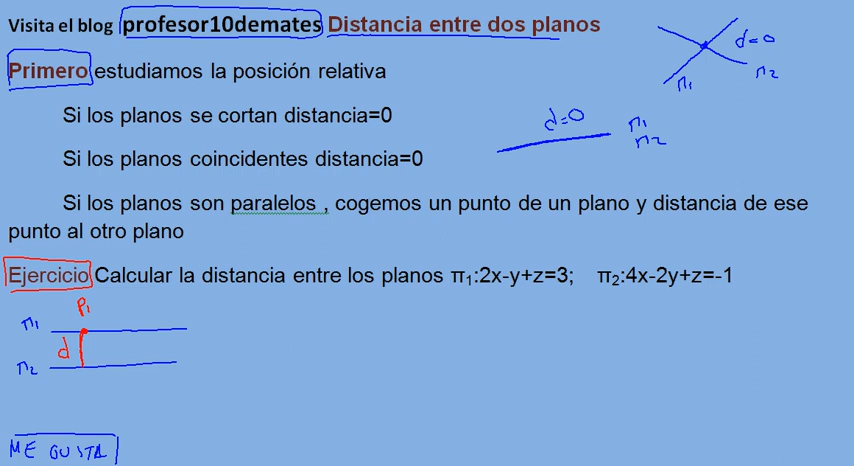 Visita el blog profesor10demates Distancia entre dos planos
d=0
π1
π2
Primero estudiamos la posición relativa
Si los planos se cortan distancia=0
d=0
π1
π2
Si los planos coincidentes distancia=0
Si los planos son paralelos , cogemos un punto de un plano y distancia de ese
punto al otro plano
Ejercicio Calcular la distancia entre los planos π₁:2x-y+z=3; π₂:4x-2y+z=-1
P1
π1
d
π2
ME GUSTA